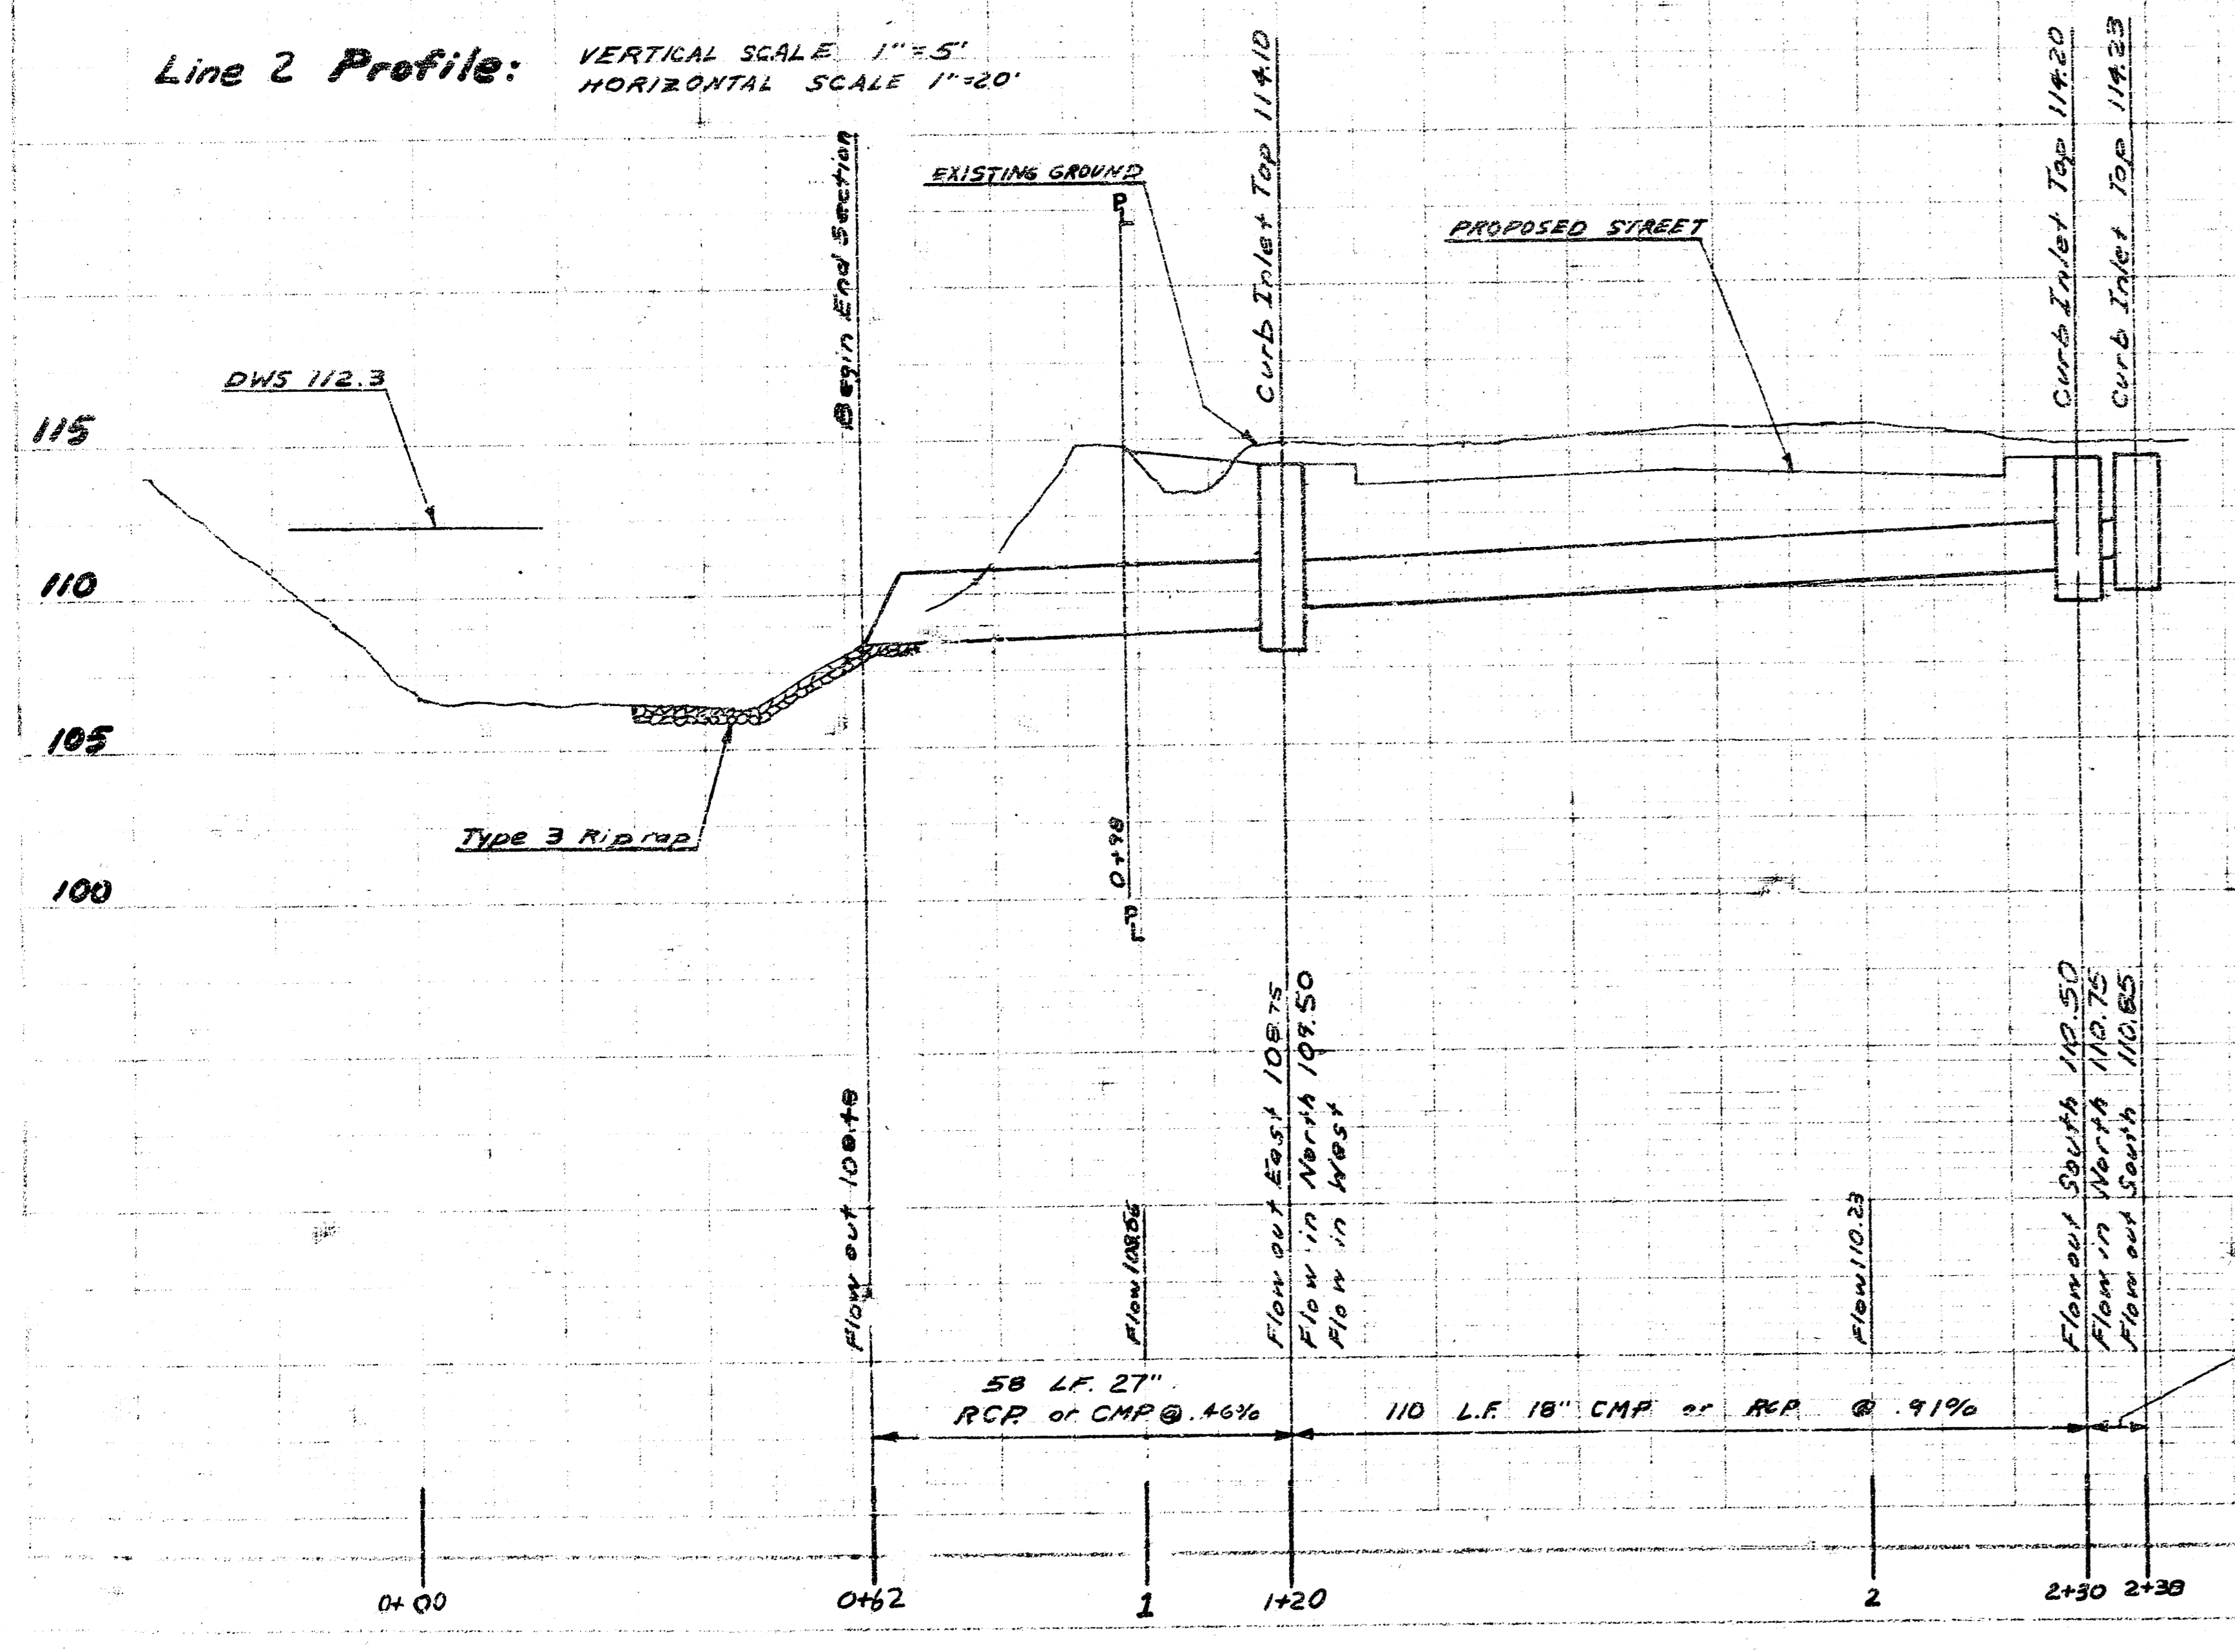 Line 2 Profile:
VERTICAL SCALE 1"=5'
HORIZONTAL SCALE 1"=20'
Begin End Section
EXISTING GROUND
P
L
Curb Inlet Top 114.10
PROPOSED STREET
Curb Inlet Top 114.20
Curb Inlet Top 114.23
DWS 112.3
115
110
105
100
Type 3 Riprap
0+98
P
L
Flow out 108.48
Flow 108.66
Flow out East 108.75
Flow in North 109.50
Flow in West
Flow 110.23
Flow out South 110.50
Flow in North 110.75
Flow out South 110.85
58 L.F. 27"
RCP or CMP @ .46%
110 L.F. 18" CMP or RCP @ .91%
0+00
0+62
1
1+20
2
2+30
2+38